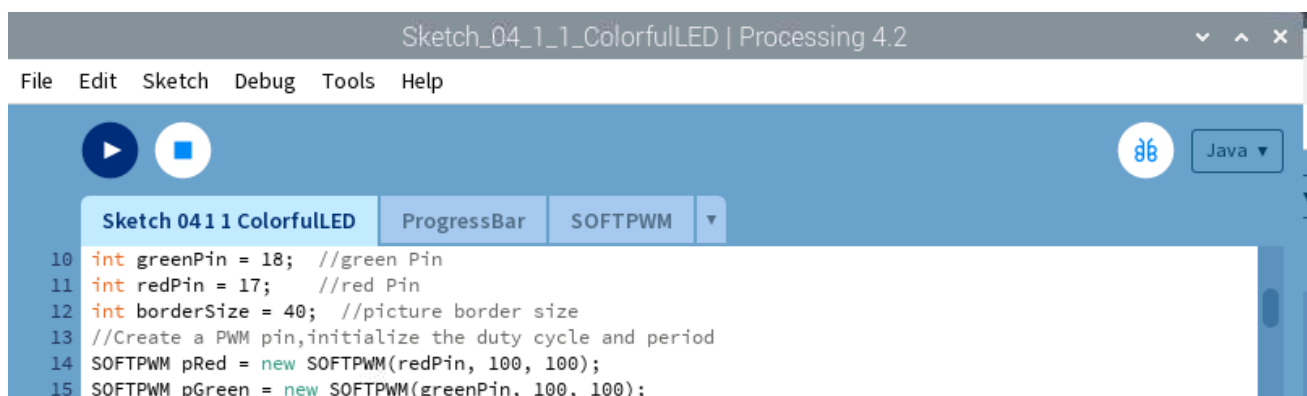 Sketch_04_1_1_ColorfulLED | Processing 4.2
File Edit Sketch Debug Tools Help
Java ▼
Sketch 04 1 1 ColorfulLED ProgressBar SOFTPWM ▼
10 int greenPin = 18;  //green Pin
11 int redPin = 17;    //red Pin
12 int borderSize = 40;  //picture border size
13 //Create a PWM pin,initialize the duty cycle and period
14 SOFTPWM pRed = new SOFTPWM(redPin, 100, 100);
15 SOFTPWM pGreen = new SOFTPWM(greenPin, 100, 100);